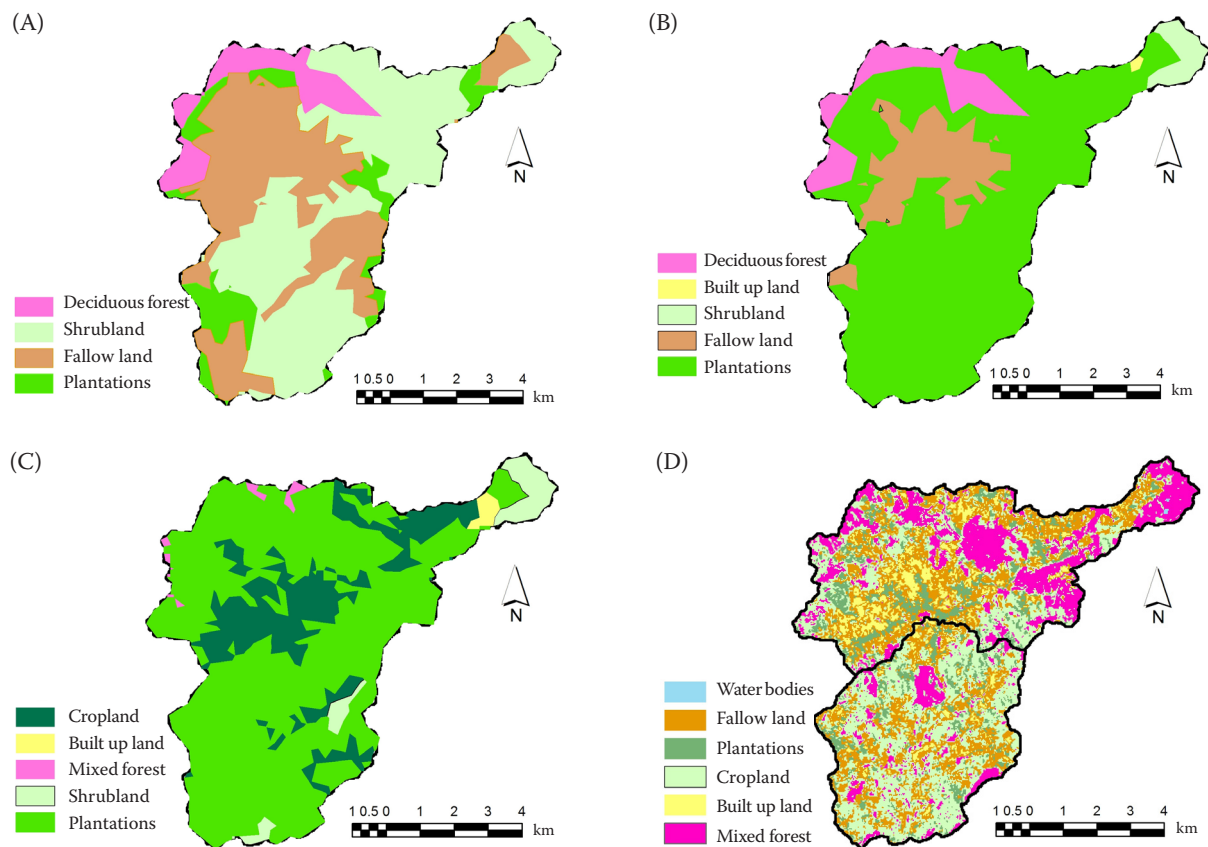 (A)
N
Deciduous forest
Shrubland
Fallow land
Plantations
1 0.5 0 1 2 3 4
km
(B)
N
Deciduous forest
Built up land
Shrubland
Fallow land
Plantations
1 0.5 0 1 2 3 4
km
(C)
N
Cropland
Built up land
Mixed forest
Shrubland
Plantations
1 0.5 0 1 2 3 4
km
(D)
N
Water bodies
Fallow land
Plantations
Cropland
Built up land
Mixed forest
1 0.5 0 1 2 3 4
km